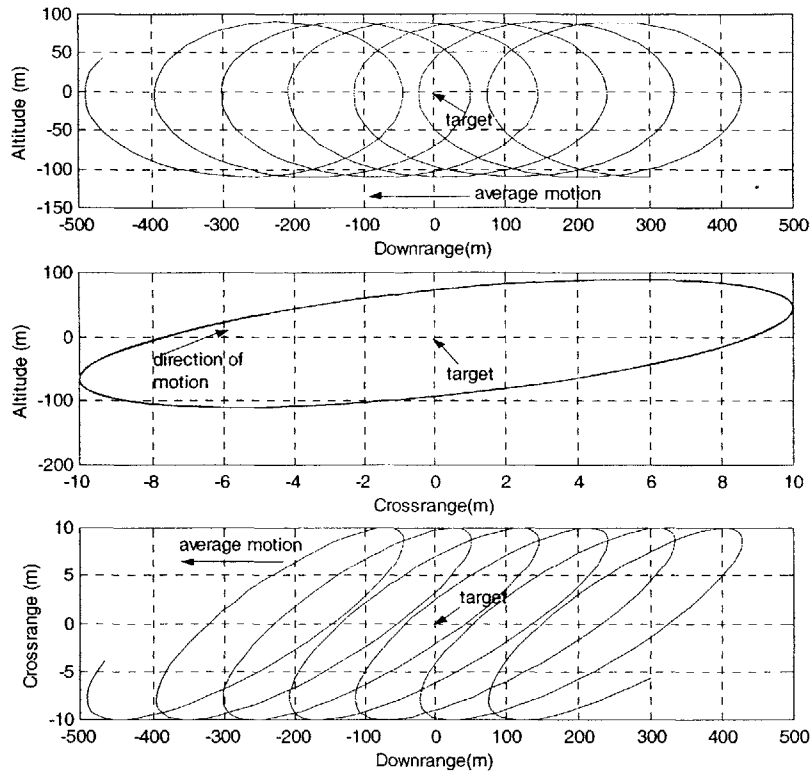 100
50
0
-50
-100
-150
Altitude (m)
target
average motion
-500 -400 -300 -200 -100 0 100 200 300 400 500
Downrange(m)
100
0
-100
-200
Altitude (m)
direction of
motion
target
-10 -8 -6 -4 -2 0 2 4 6 8 10
Crossrange(m)
10
5
0
-5
-10
Crossrange (m)
average motion
target
-500 -400 -300 -200 -100 0 100 200 300 400 500
Downrange(m)